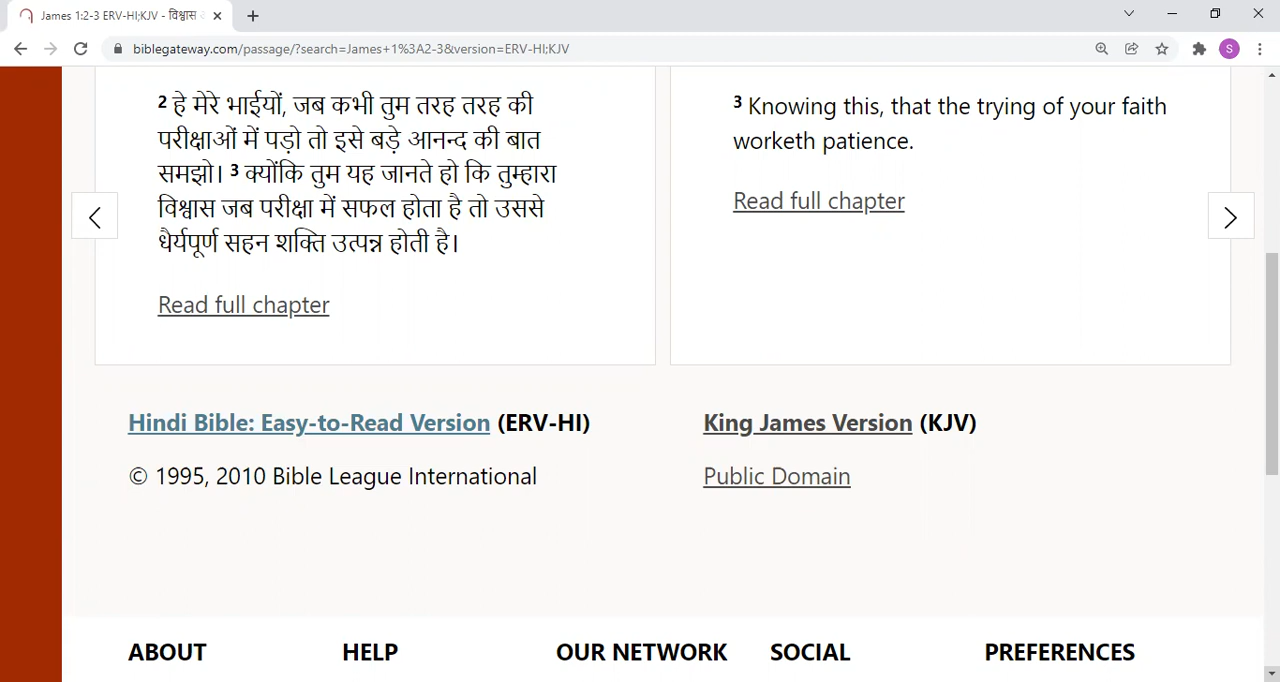 James 1:2-3 ERV-HI;KJV - विश्वास
biblegateway.com/passage/?search=James+1%3A2-3&version=ERV-HI;KJV
S
2 हे मेरे भाईयों, जब कभी तुम तरह तरह की
परीक्षाओं में पड़ो तो इसे बड़े आनन्द की बात
समझो। 3 क्योंकि तुम यह जानते हो कि तुम्हारा
विश्वास जब परीक्षा में सफल होता है तो उससे
धैर्यपूर्ण सहन शक्ति उत्पन्न होती है।
Read full chapter
3 Knowing this, that the trying of your faith
worketh patience.
Read full chapter
Hindi Bible: Easy-to-Read Version (ERV-HI)
© 1995, 2010 Bible League International
King James Version (KJV)
Public Domain
ABOUT HELP OUR NETWORK SOCIAL PREFERENCES